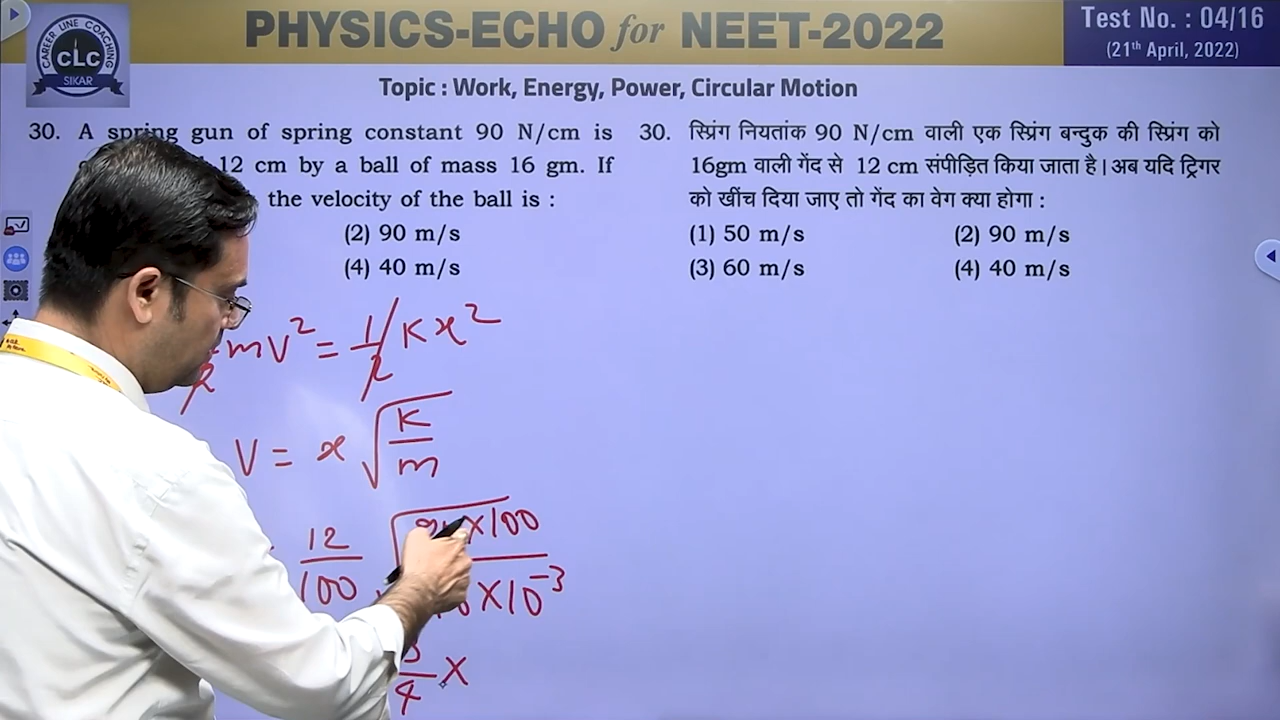 PHYSICS-ECHO for NEET-2022
Test No. : 04/16
(21th April, 2022)
CAREER LINE COACHING
CLC
SIKAR
Topic : Work, Energy, Power, Circular Motion
30. A spring gun of spring constant 90 N/cm is
12 cm by a ball of mass 16 gm. If
the velocity of the ball is :
(2) 90 m/s
(4) 40 m/s
30. स्प्रिंग नियतांक 90 N/cm वाली एक स्प्रिंग बन्दुक की स्प्रिंग को
16gm वाली गेंद से 12 cm संपीड़ित किया जाता है। अब यदि ट्रिगर
को खींच दिया जाए तो गेंद का वेग क्या होगा :
(1) 50 m/s (2) 90 m/s
(3) 60 m/s (4) 40 m/s
mv² = 1/2 Kx²
V = x √K/m
12/100 √ ×100 / ×10⁻³
3/4 ×